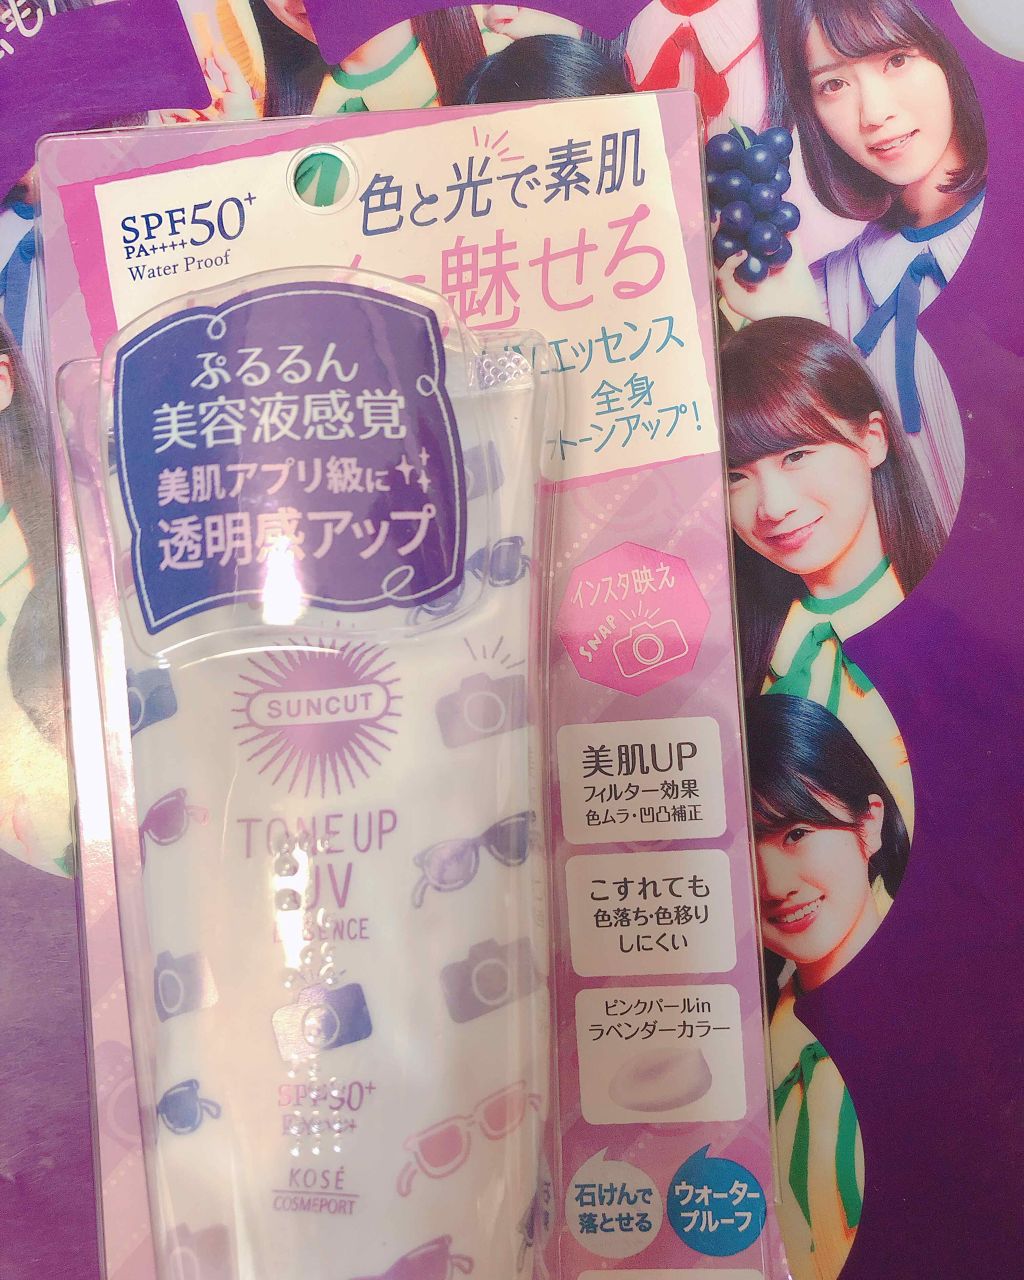 SPF50+
PA++++
Water Proof
色と光で素肌
魅せる
UVエッセンス
全身
トーンアップ!
ぷるるん
美容液感覚
美肌アプリ級に
透明感アップ
インスタ映え
SNAP
SUNCUT
TONE UP
UV
ESSENCE
SPF50+
PA++++
KOSÉ
COSMEPORT
美肌UP
フィルター効果
色ムラ・凹凸補正
こすれても
色落ち・色移り
しにくい
ピンクパールin
ラベンダーカラー
石けんで
落とせる
ウォーター
プルーフ